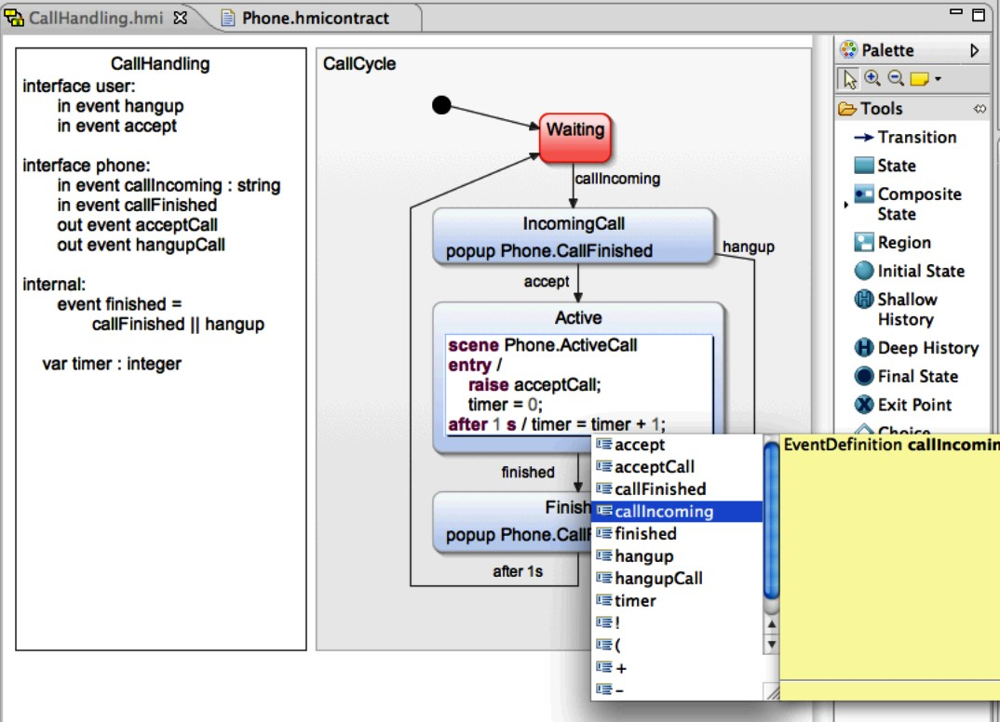 CallHandling.hmi
Phone.hmicontract
CallHandling
interface user:
in event hangup
in event accept
interface phone:
in event callIncoming : string
in event callFinished
out event acceptCall
out event hangupCall
internal:
event finished =
callFinished || hangup
var timer : integer
CallCycle
Waiting
callIncoming
IncomingCall
popup Phone.CallFinished
hangup
accept
Active
scene Phone.ActiveCall
entry /
raise acceptCall;
timer = 0;
after 1 s / timer = timer + 1;
finished
Finish
popup Phone.Call
after 1s
accept
acceptCall
callFinished
callIncoming
finished
hangup
hangupCall
timer
!
(
+
-
EventDefinition callIncomin
Palette
Tools
Transition
State
Composite
State
Region
Initial State
Shallow
History
Deep History
Final State
Exit Point
Choice